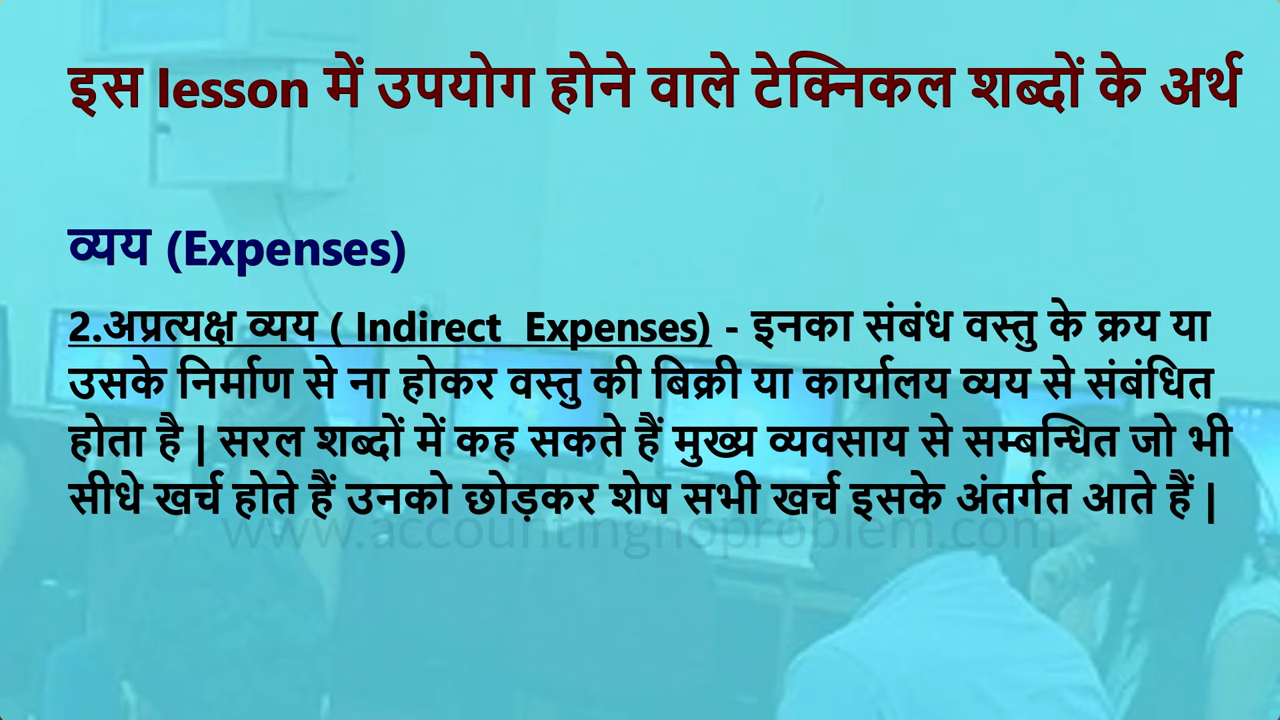 इस lesson में उपयोग होने वाले टेक्निकल शब्दों के अर्थ
व्यय (Expenses)
2.अप्रत्यक्ष व्यय ( Indirect Expenses) - इनका संबंध वस्तु के क्रय या
उसके निर्माण से ना होकर वस्तु की बिक्री या कार्यालय व्यय से संबंधित
होता है | सरल शब्दों में कह सकते हैं मुख्य व्यवसाय से सम्बन्धित जो भी
सीधे खर्च होते हैं उनको छोड़कर शेष सभी खर्च इसके अंतर्गत आते हैं |
www.accountingnoproblem.com